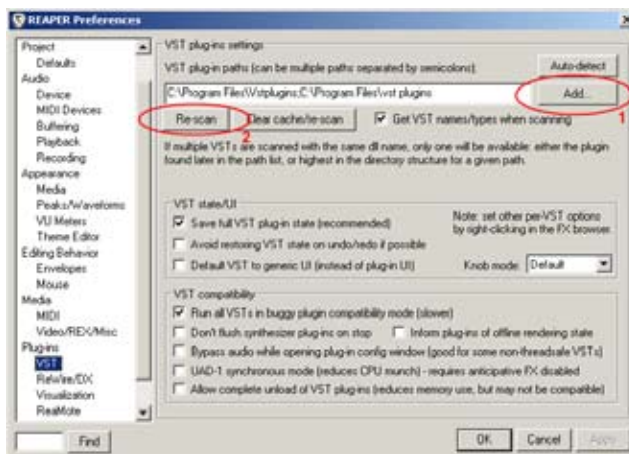 REAPER Preferences
Project
Defaults
Audio
Device
MIDI Devices
Buffering
Playback
Recording
Appearance
Media
Peaks/Waveforms
VU Meters
Theme Editor
Editing Behavior
Envelopes
Mouse
Media
MIDI
Video/REX/Misc
Plug-ins
VST
ReWire/DX
Visualization
ReaMote
Find
VST plug-ins settings
VST plug-in paths (can be multiple paths separated by semicolons):
Auto-detect
C:\Program Files\Vstplugins;C:\Program Files\vst plugins
Add...
1
Re-scan
2
Clear cache/re-scan
Get VST names/types when scanning
If multiple VSTs are scanned with the same dll name, only one will be available: either the plugin
found later in the path list, or highest in the directory structure for a given path.
VST state/UI
Save full VST plug-in state (recommended)
Avoid restoring VST state on undo/redo if possible
Default VST to generic UI (instead of plug-in UI)
Note: set other per-VST options
by right-clicking in the FX browser.
Knob mode:
Default
VST compatibility
Run all VSTs in buggy plugin compatibility mode (slower)
Don't flush synthesizer plug-ins on stop
Inform plug-ins of offline rendering state
Bypass audio while opening plug-in config window (good for some non-threadsafe VSTs)
UAD-1 synchronous mode (reduces CPU munch) - requires anticipative FX disabled
Allow complete unload of VST plug-ins (reduces memory use, but may not be compatible)
OK
Cancel
Apply